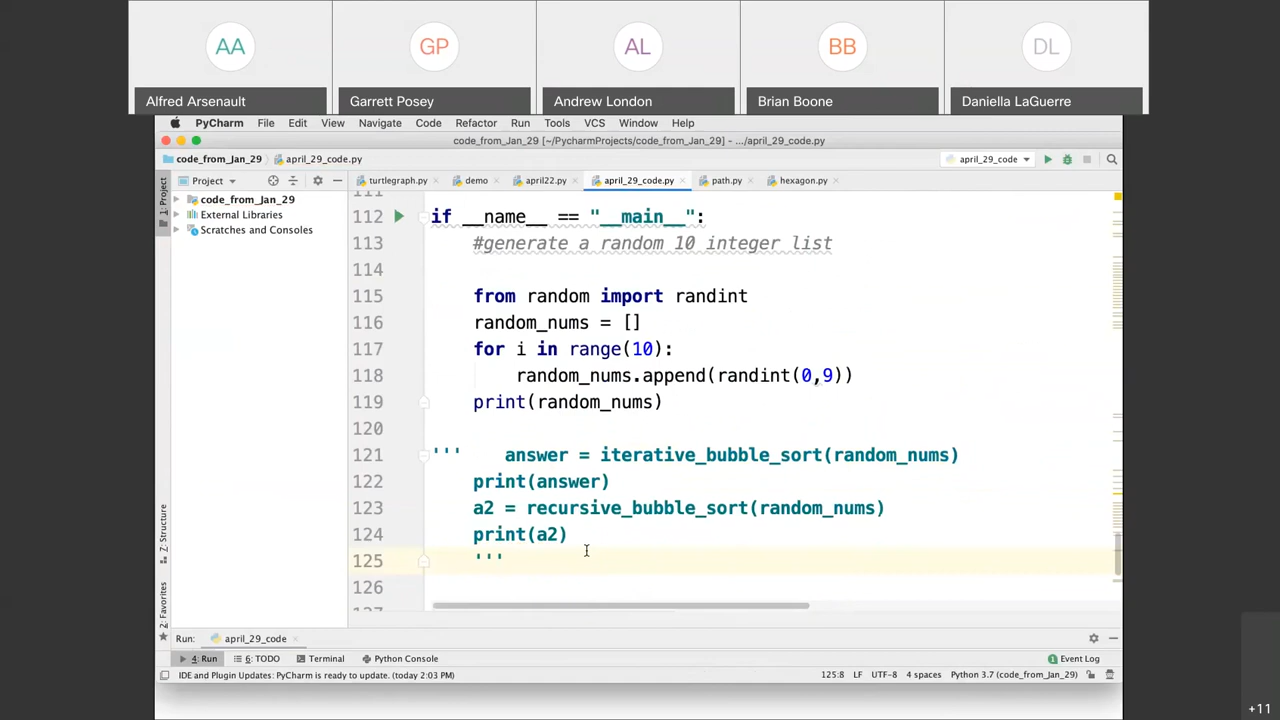 AA
GP
AL
BB
DL
Alfred Arsenault
Garrett Posey
Andrew London
Brian Boone
Daniella LaGuerre
PyCharm File Edit View Navigate Code Refactor Run Tools VCS Window Help
code_from_Jan_29 [~/PycharmProjects/code_from_Jan_29] - .../april_29_code.py
code_from_Jan_29
april_29_code.py
april_29_code
Project
turtlegraph.py
demo
april22.py
april_29_code.py
path.py
hexagon.py
1: Project
code_from_Jan_29
External Libraries
Scratches and Consoles
112 if __name__ == "__main__":
113 #generate a random 10 integer list
114
115 from random import randint
116 random_nums = []
117 for i in range(10):
118 random_nums.append(randint(0,9))
119 print(random_nums)
120
121 ''' answer = iterative_bubble_sort(random_nums)
122 print(answer)
123 a2 = recursive_bubble_sort(random_nums)
124 print(a2)
125 '''
126
7: Structure
2: Favorites
Run: april_29_code
4: Run
6: TODO
Terminal
Python Console
Event Log
IDE and Plugin Updates: PyCharm is ready to update. (today 2:03 PM)
125:8 LF UTF-8 4 spaces Python 3.7 (code_from_Jan_29)
+11